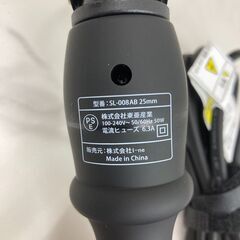 型番：SL-008AB 25mm
PS
E
株式会社東亜産業
100-240V~ 50/60Hz 50W
電流ヒューズ 6.3A
販売元：株式会社I-ne
Made in China